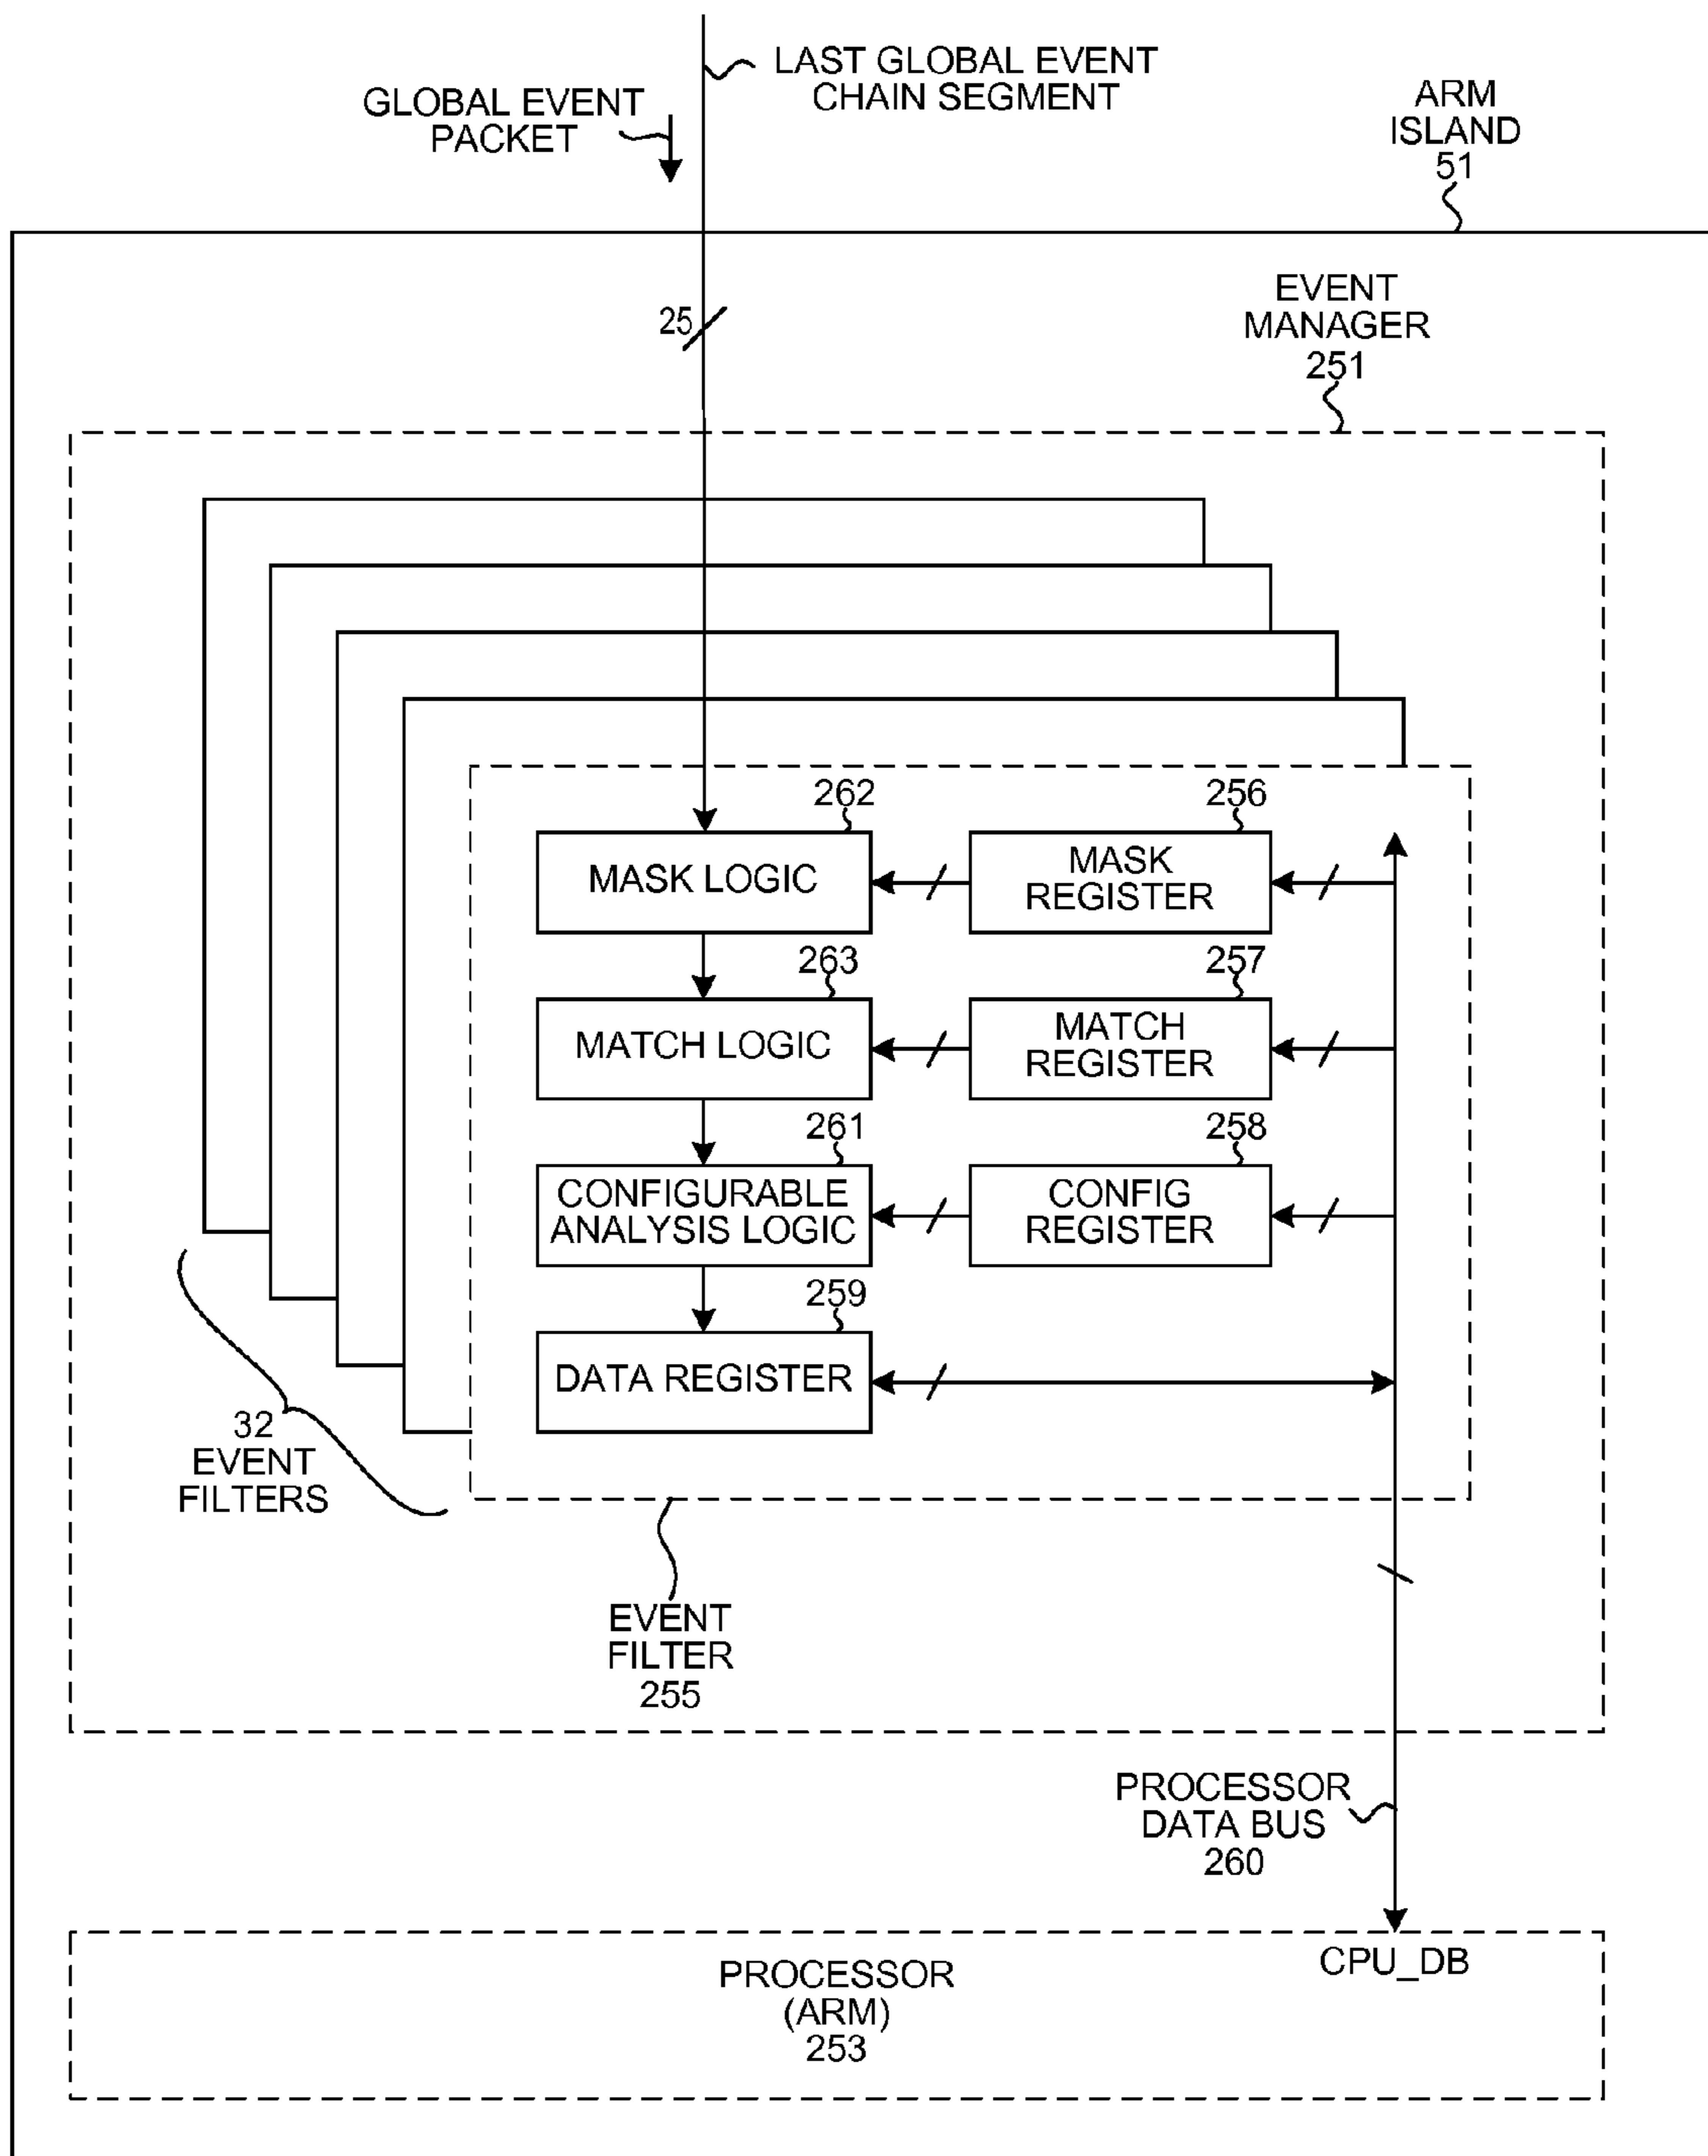 LAST GLOBAL EVENT
CHAIN SEGMENT
GLOBAL EVENT
PACKET
ARM
ISLAND
51
25
EVENT
MANAGER
251
262
256
MASK LOGIC
MASK
REGISTER
263
257
MATCH LOGIC
MATCH
REGISTER
261
258
CONFIGURABLE
ANALYSIS LOGIC
CONFIG
REGISTER
259
DATA REGISTER
32
EVENT
FILTERS
EVENT
FILTER
255
PROCESSOR
DATA BUS
260
CPU_DB
PROCESSOR
(ARM)
253